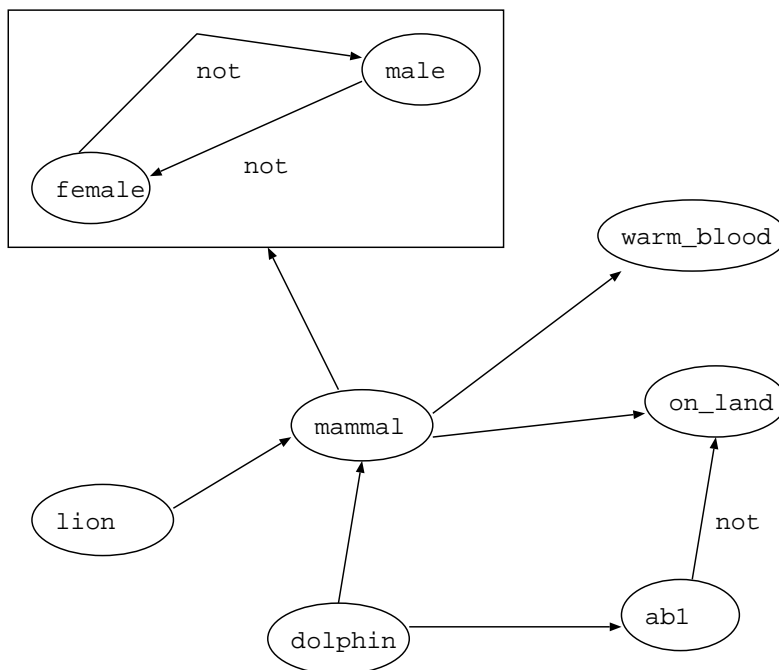 male
not
not
female
warm_blood
on_land
mammal
lion
not
ab1
dolphin